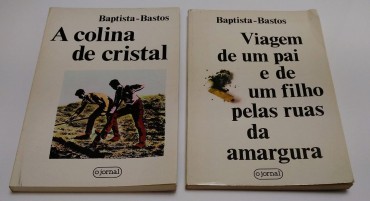 Baptista-Bastos
A colina
de cristal
o jornal
Baptista-Bastos
Viagem
de um pai
e de
um filho
pelas ruas
da
amargura
o jornal